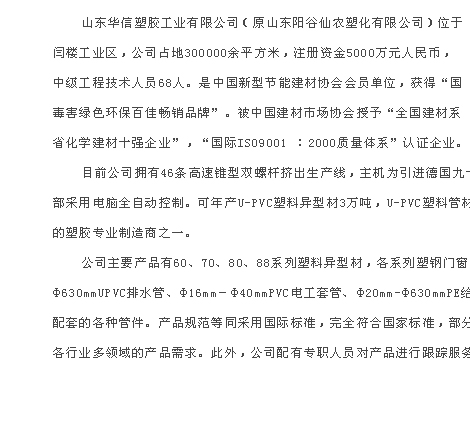 山东华信塑胶工业有限公司（原山东阳谷仙农塑化有限公司）位于
闫楼工业区，公司占地300000余平方米，注册资金5000万元人民币，
中级工程技术人员68人。是中国新型节能建材协会会员单位，获得“国
毒害绿色环保百佳畅销品牌”。被中国建材市场协会授予“全国建材系
省化学建材十强企业”，“国际ISO9001 ：2000质量体系”认证企业。
目前公司拥有46条高速锥型双螺杆挤出生产线，主机为引进德国九十
部采用电脑全自动控制。可年产U-PVC塑料异型材3万吨，U-PVC塑料管材
的塑胶专业制造商之一。
公司主要产品有60、70、80、88系列塑料异型材，各系列塑钢门窗
Φ630mmUPVC排水管、Φ16mm－Φ40mmPVC电工套管、Φ20mm-Φ630mmPE给
配套的各种管件。产品规范等同采用国际标准，完全符合国家标准，部分
各行业多领域的产品需求。此外，公司配有专职人员对产品进行跟踪服务